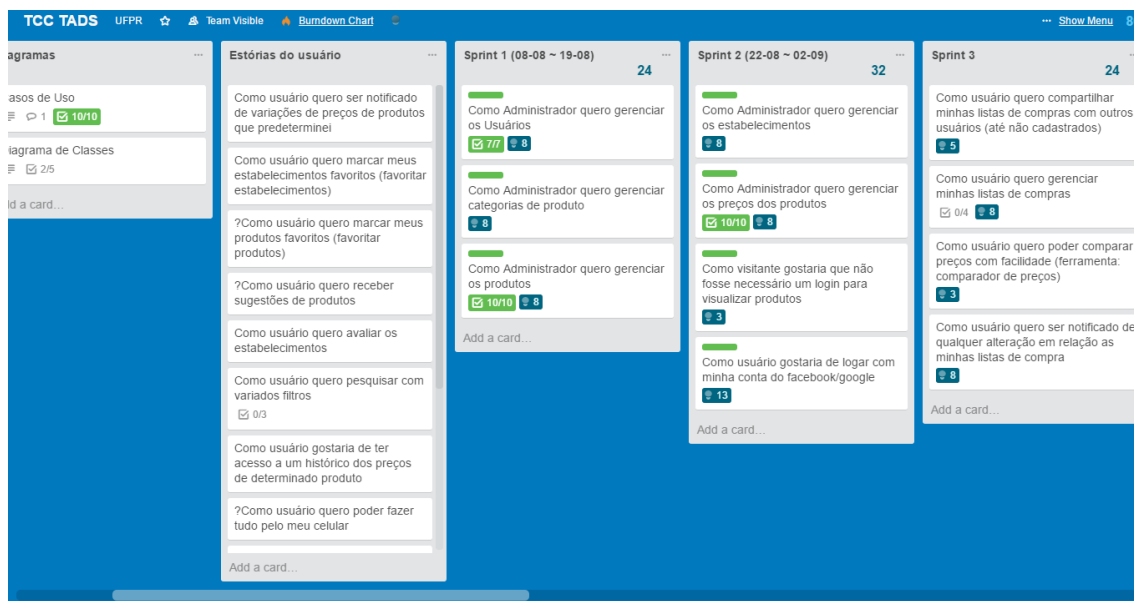 TCC TADS UFPR Team Visible Burndown Chart ... Show Menu 8
agramas ...
asos de Uso
1 10/10
iagrama de Classes
2/5
ld a card...
Estórias do usuário ...
Como usuário quero ser notificado
de variações de preços de produtos
que predeterminei
Como usuário quero marcar meus
estabelecimentos favoritos (favoritar
estabelecimentos)
?Como usuário quero marcar meus
produtos favoritos (favoritar
produtos)
?Como usuário quero receber
sugestões de produtos
Como usuário quero avaliar os
estabelecimentos
Como usuário quero pesquisar com
variados filtros
0/3
Como usuário gostaria de ter
acesso a um histórico dos preços
de determinado produto
?Como usuário quero poder fazer
tudo pelo meu celular
Add a card...
Sprint 1 (08-08 ~ 19-08) ...
24
Como Administrador quero gerenciar
os Usuários
7/7 8
Como Administrador quero gerenciar
categorias de produto
8
Como Administrador quero gerenciar
os produtos
10/10 8
Add a card...
Sprint 2 (22-08 ~ 02-09) ...
32
Como Administrador quero gerenciar
os estabelecimentos
8
Como Administrador quero gerenciar
os preços dos produtos
10/10 8
Como visitante gostaria que não
fosse necessário um login para
visualizar produtos
3
Como usuário gostaria de logar com
minha conta do facebook/google
13
Add a card...
Sprint 3
24
Como usuário quero compartilhar
minhas listas de compras com outros
usuários (até não cadastrados)
5
Como usuário quero gerenciar
minhas listas de compras
0/4 8
Como usuário quero poder comparar
preços com facilidade (ferramenta:
comparador de preços)
3
Como usuário quero ser notificado de
qualquer alteração em relação as
minhas listas de compra
8
Add a card...